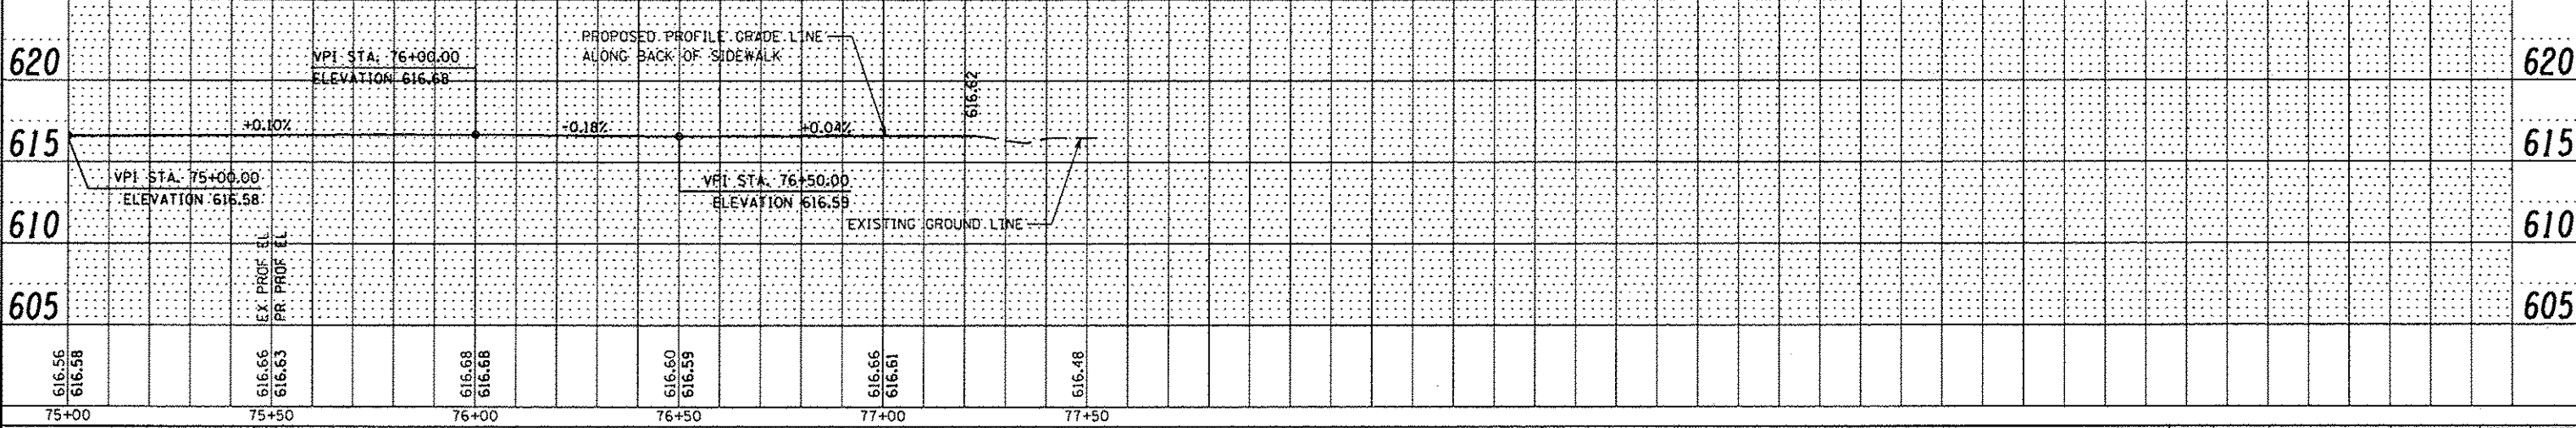 PROPOSED PROFILE GRADE LINE
ALONG BACK OF SIDEWALK
VPI STA. 76+00.00
ELEVATION 616.68
620
620
616.62
+0.10%
-0.18%
+0.04%
615
615
VPI STA. 75+00.00
ELEVATION 616.58
VPI STA. 76+50.00
ELEVATION 616.59
EXISTING GROUND LINE
610
610
EX PROF EL
PR PROF EL
605
605
616.56
616.58
616.66
616.63
616.68
616.68
616.60
616.59
616.66
616.61
616.48
75+00
75+50
76+00
76+50
77+00
77+50